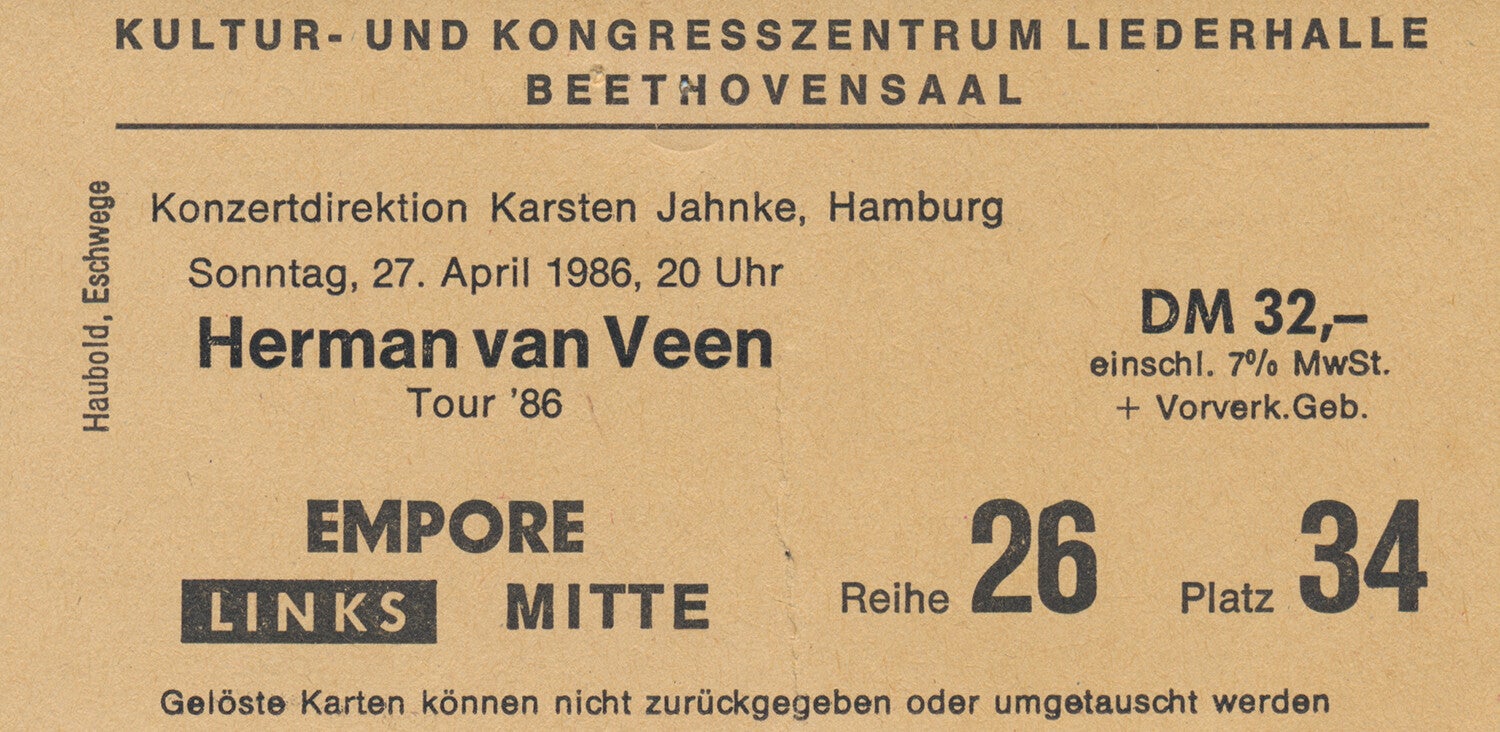 KULTUR- UND KONGRESSZENTRUM LIEDERHALLE
BEETHOVENSAAL
Haubold, Eschwege
Konzertdirektion Karsten Jahnke, Hamburg
Sonntag, 27. April 1986, 20 Uhr
Herman van Veen
Tour '86
DM 32,–
einschl. 7% MwSt.
+ Vorverk.Geb.
EMPORE
LINKS MITTE
Reihe 26 Platz 34
Gelöste Karten können nicht zurückgegeben oder umgetauscht werden